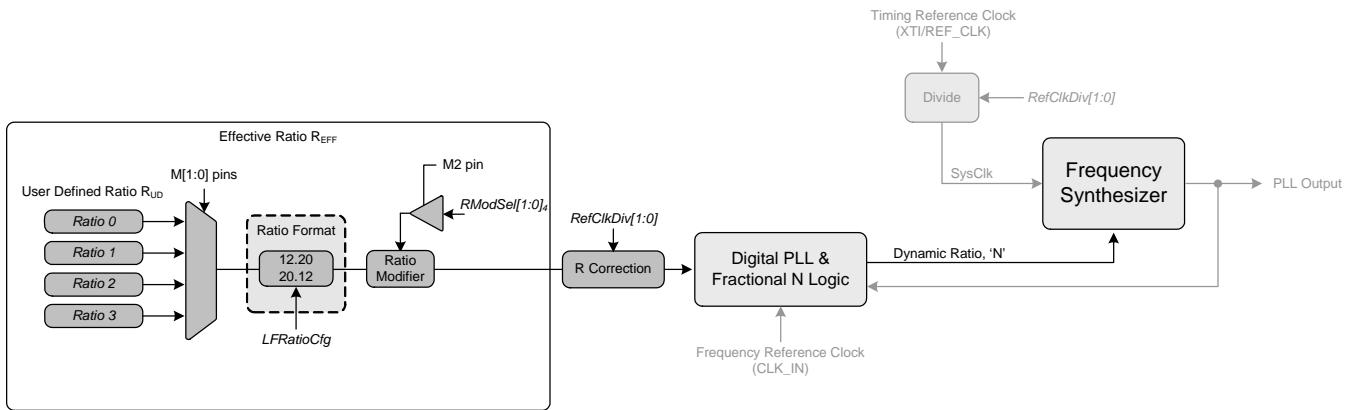 Timing Reference Clock
(XTI/REF_CLK)
Divide
RefClkDiv[1:0]
Effective Ratio REFF
M2 pin
M[1:0] pins
SysClk
Frequency
Synthesizer
PLL Output
User Defined Ratio RUD
RModSel[1:0]4
Ratio 0
Ratio Format
RefClkDiv[1:0]
Ratio 1
12.20
20.12
Ratio
Modifier
R Correction
Digital PLL &
Fractional N Logic
Dynamic Ratio, ‘N’
Ratio 2
Ratio 3
LFRatioCfg
Frequency Reference Clock
(CLK_IN)